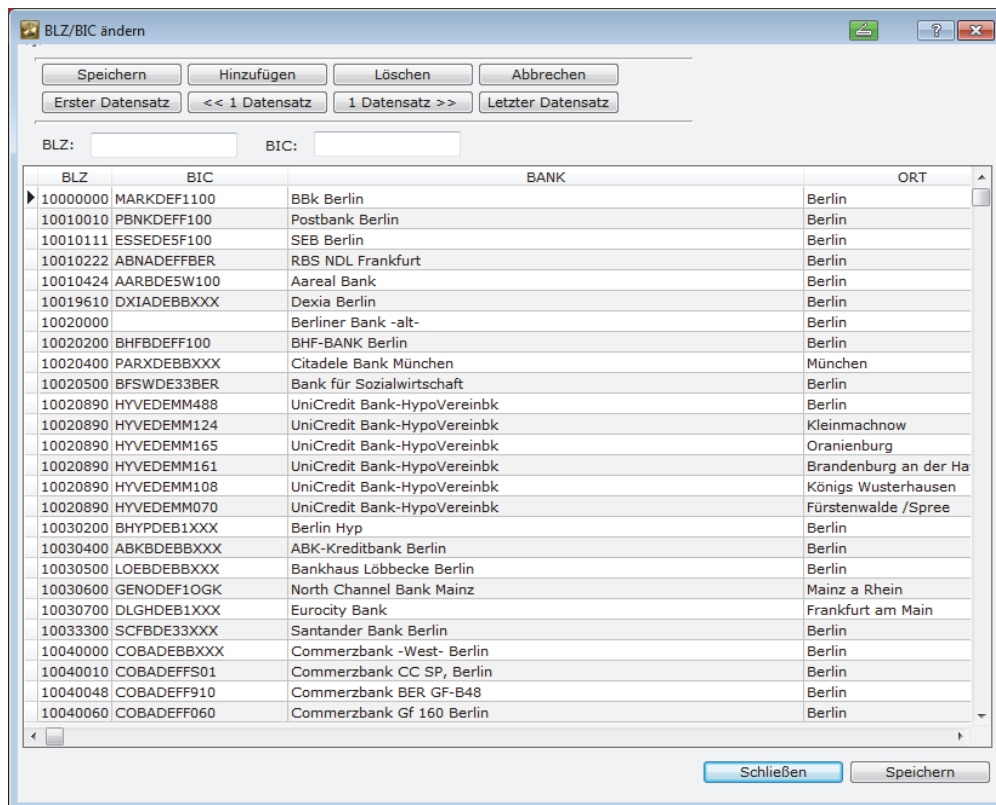 BLZ/BIC ändern
Speichern Hinzufügen Löschen Abbrechen
Erster Datensatz << 1 Datensatz 1 Datensatz >> Letzter Datensatz
BLZ: BIC:
BLZ BIC BANK ORT
10000000 MARKDEF1100 BBk Berlin Berlin
10010010 PBNKDEFF100 Postbank Berlin Berlin
10010111 ESSEDE5F100 SEB Berlin Berlin
10010222 ABNADEFFBER RBS NDL Frankfurt Berlin
10010424 AARBDE5W100 Aareal Bank Berlin
10019610 DXIADEBBXXX Dexia Berlin Berlin
10020000 Berliner Bank -alt- Berlin
10020200 BHFBDEFF100 BHF-BANK Berlin Berlin
10020400 PARXDEBBXXX Citadele Bank München München
10020500 BFSWDE33BER Bank für Sozialwirtschaft Berlin
10020890 HYVEDEMM488 UniCredit Bank-HypoVereinbk Berlin
10020890 HYVEDEMM124 UniCredit Bank-HypoVereinbk Kleinmachnow
10020890 HYVEDEMM165 UniCredit Bank-HypoVereinbk Oranienburg
10020890 HYVEDEMM161 UniCredit Bank-HypoVereinbk Brandenburg an der Ha
10020890 HYVEDEMM108 UniCredit Bank-HypoVereinbk Königs Wusterhausen
10020890 HYVEDEMM070 UniCredit Bank-HypoVereinbk Fürstenwalde /Spree
10030200 BHYPDEB1XXX Berlin Hyp Berlin
10030400 ABKBDEBBXXX ABK-Kreditbank Berlin Berlin
10030500 LOEBDEBBXXX Bankhaus Löbbecke Berlin Berlin
10030600 GENODEF1OGK North Channel Bank Mainz Mainz a Rhein
10030700 DLGHDEB1XXX Eurocity Bank Frankfurt am Main
10033300 SCFBDE33XXX Santander Bank Berlin Berlin
10040000 COBADEBBXXX Commerzbank -West- Berlin Berlin
10040010 COBADEFFS01 Commerzbank CC SP, Berlin Berlin
10040048 COBADEFF910 Commerzbank BER GF-B48 Berlin
10040060 COBADEFF060 Commerzbank Gf 160 Berlin Berlin
Schließen Speichern